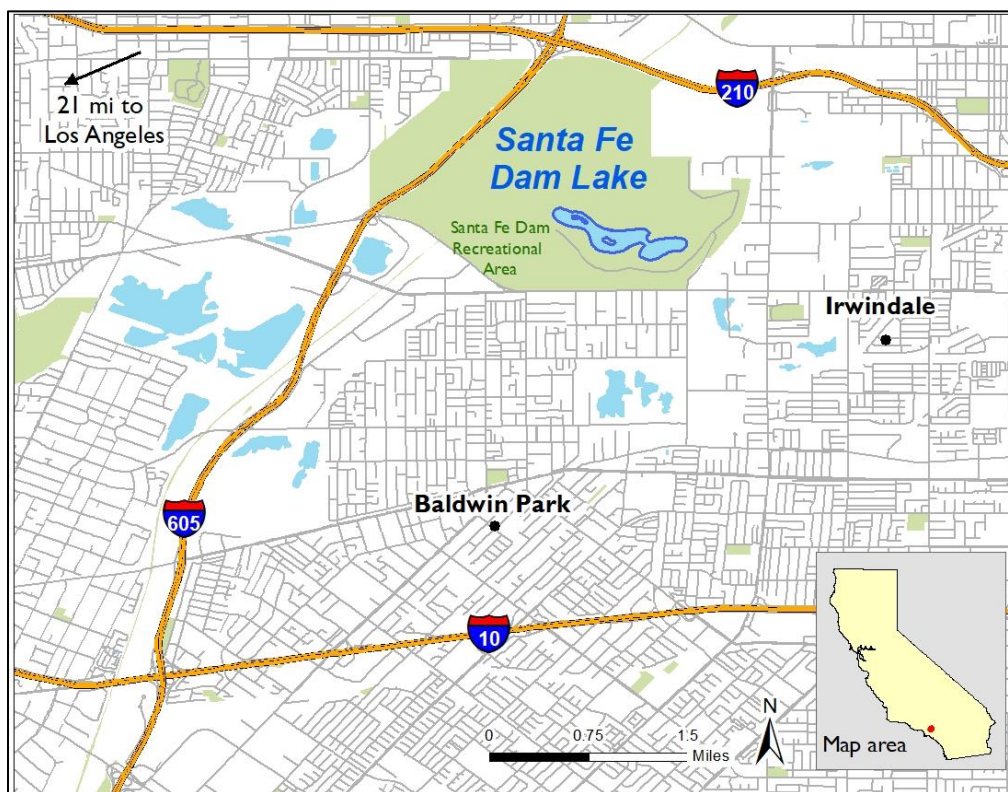 21 mi to
Los Angeles
210
Santa Fe
Dam Lake
Santa Fe Dam
Recreational
Area
Irwindale
Baldwin Park
605
10
N
0 0.75 1.5
Miles
Map area